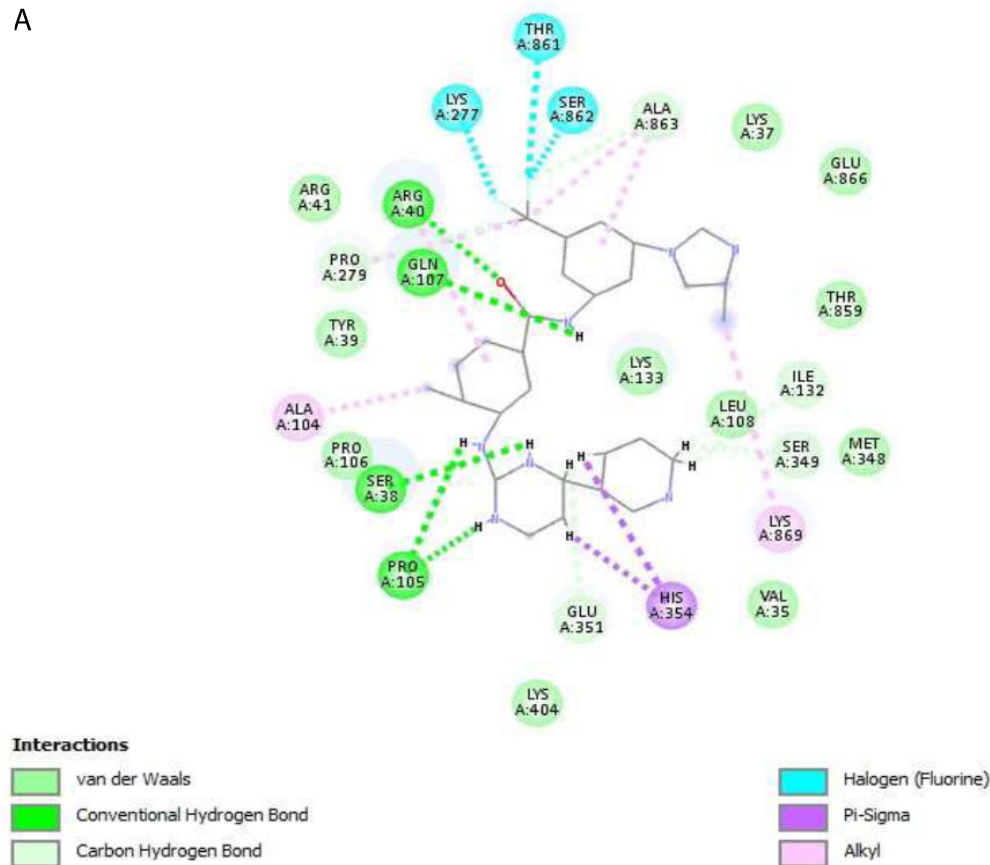 A
THR
A:861
LYS
A:277
SER
A:862
ALA
A:863
LYS
A:37
GLU
A:866
ARG
A:41
ARG
A:40
PRO
A:279
GLN
A:107
THR
A:859
TYR
A:39
LYS
A:133
ILE
A:132
ALA
A:104
LEU
A:108
PRO
A:106
SER
A:349
MET
A:348
SER
A:38
LYS
A:869
PRO
A:105
GLU
A:351
HIS
A:354
VAL
A:35
LYS
A:404
O
N
H
N
N
H
N
H
N
H
N
H
H
H
H
H
N
Interactions
van der Waals
Conventional Hydrogen Bond
Carbon Hydrogen Bond
Halogen (Fluorine)
Pi-Sigma
Alkyl